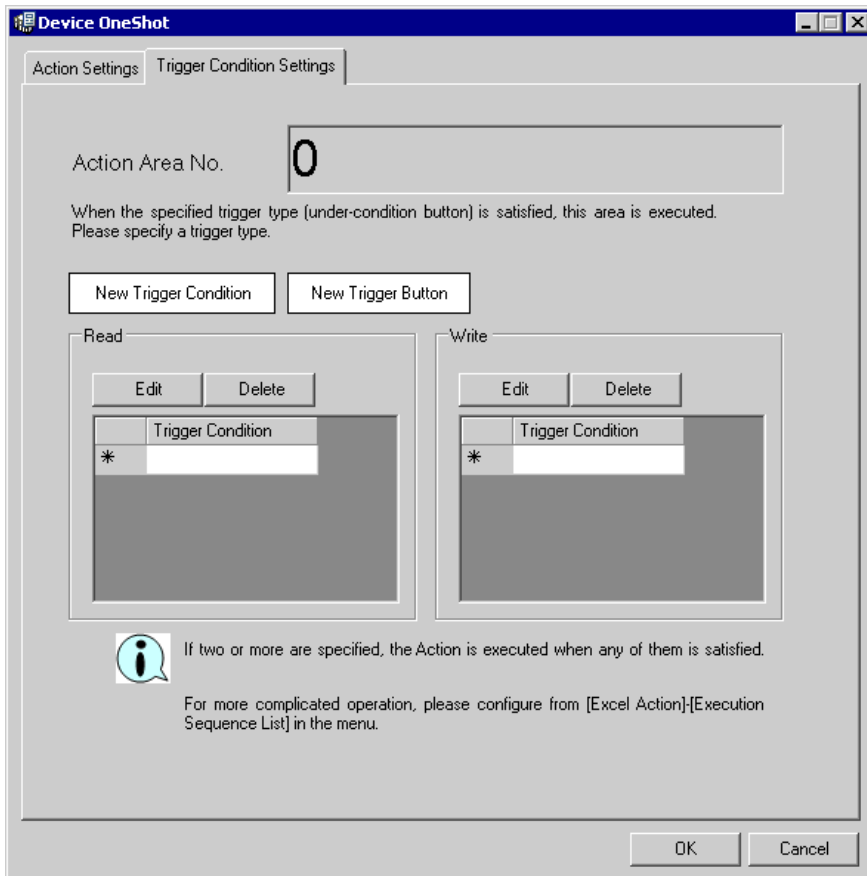 Device OneShot
Action Settings
Trigger Condition Settings
Action Area No.
0
When the specified trigger type (under-condition button) is satisfied, this area is executed.
Please specify a trigger type.
New Trigger Condition
New Trigger Button
Read
Write
Edit
Delete
Edit
Delete
Trigger Condition
Trigger Condition
*
*
If two or more are specified, the Action is executed when any of them is satisfied.
For more complicated operation, please configure from [Excel Action]-[Execution
Sequence List] in the menu.
OK
Cancel